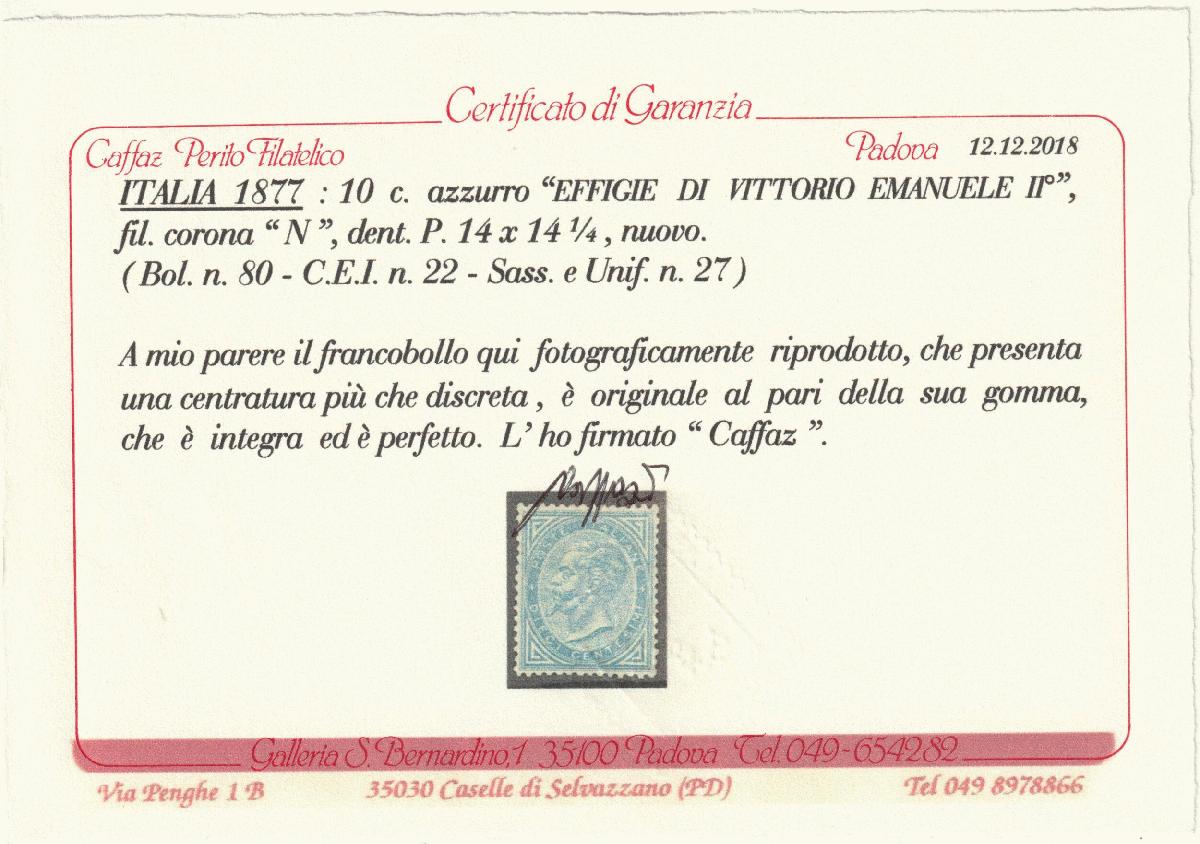 Certificato di Garanzia
Caffaz Perito Filatelico Padova 12.12.2018
ITALIA 1877 : 10 c. azzurro “EFFIGIE DI VITTORIO EMANUELE II°”,
fil. corona “N”, dent. P. 14 x 14 ¼, nuovo.
(Bol. n. 80 - C.E.I. n. 22 - Sass. e Unif. n. 27)
A mio parere il francobollo qui fotograficamente riprodotto, che presenta
una centratura più che discreta, è originale al pari della sua gomma,
che è integra ed è perfetto. L'ho firmato “Caffaz”.
DIECI CENTESIMI
Galleria S. Bernardino,1 35100 Padova Tel.049-654282
Via Penghe 1 B 35030 Caselle di Selvazzano (PD) Tel 049 8978866